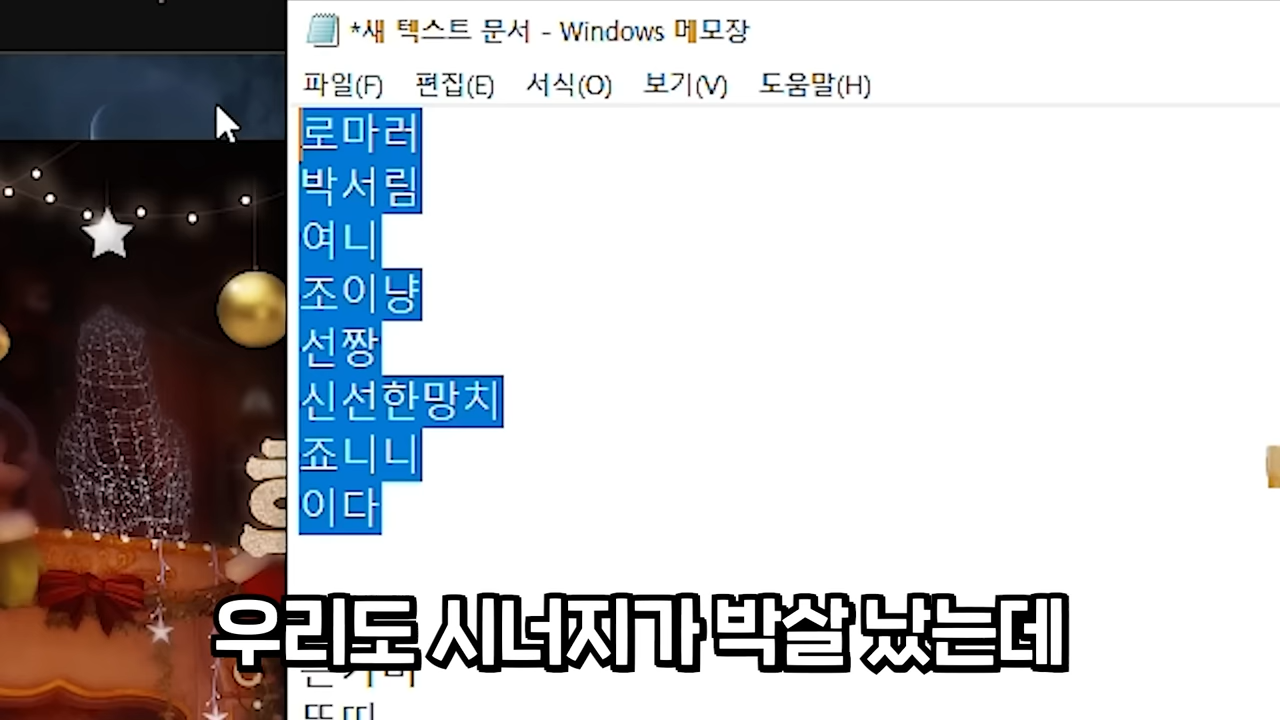 *새 텍스트 문서 - Windows 메모장
파일(F) 편집(E) 서식(O) 보기(V) 도움말(H)
로마러
박서림
여니
조이냥
선짱
신선한망치
죠니니
이다
우리도 시너지가 박살 났는데